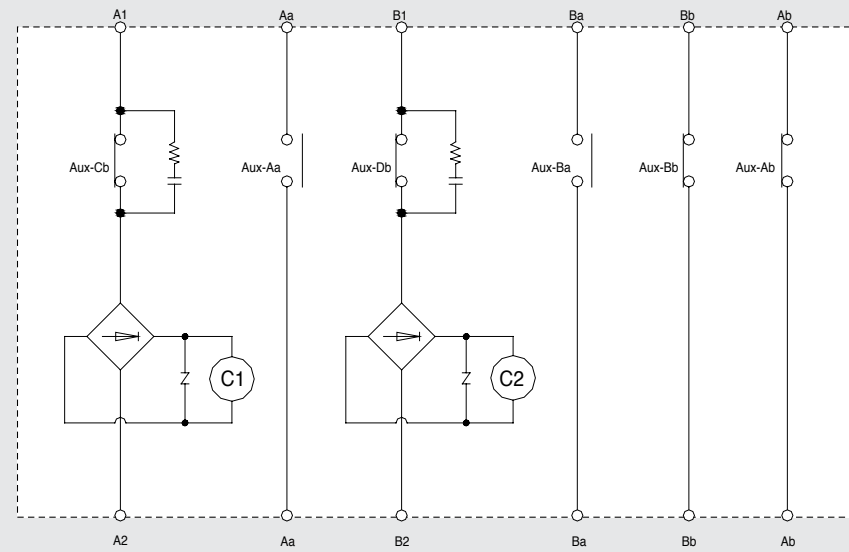 A1 Aa B1 Ba Bb Ab
Aux-Cb Aux-Aa Aux-Db Aux-Ba Aux-Bb Aux-Ab
C1 C2
A2 Aa B2 Ba Bb Ab